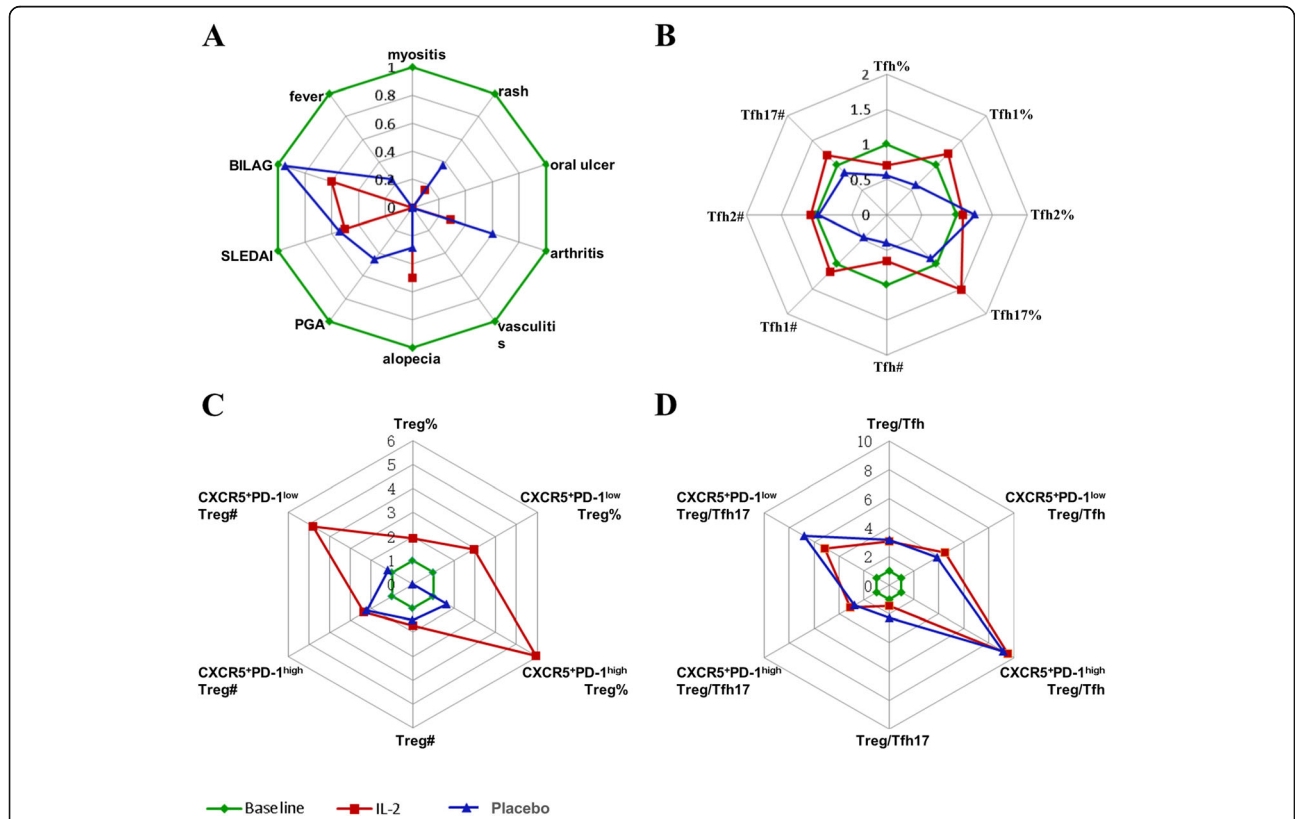 A
myositis
1
0.8
0.6
0.4
0.2
0
rash
oral ulcer
arthritis
vasculiti
s
alopecia
PGA
SLEDAI
BILAG
fever
B
Tfh%
2
1.5
1
0.5
0
Tfh1%
Tfh2%
Tfh17%
Tfh#
Tfh1#
Tfh2#
Tfh17#
C
Treg%
6
5
4
3
2
1
0
CXCR5⁺PD-1ˡᵒʷ
Treg%
CXCR5⁺PD-1ʰⁱᵍʰ
Treg%
Treg#
CXCR5⁺PD-1ʰⁱᵍʰ
Treg#
CXCR5⁺PD-1ˡᵒʷ
Treg#
D
Treg/Tfh
10
8
6
4
2
0
CXCR5⁺PD-1ˡᵒʷ
Treg/Tfh
CXCR5⁺PD-1ʰⁱᵍʰ
Treg/Tfh
Treg/Tfh17
CXCR5⁺PD-1ʰⁱᵍʰ
Treg/Tfh17
CXCR5⁺PD-1ˡᵒʷ
Treg/Tfh17
Baseline IL-2 Placebo